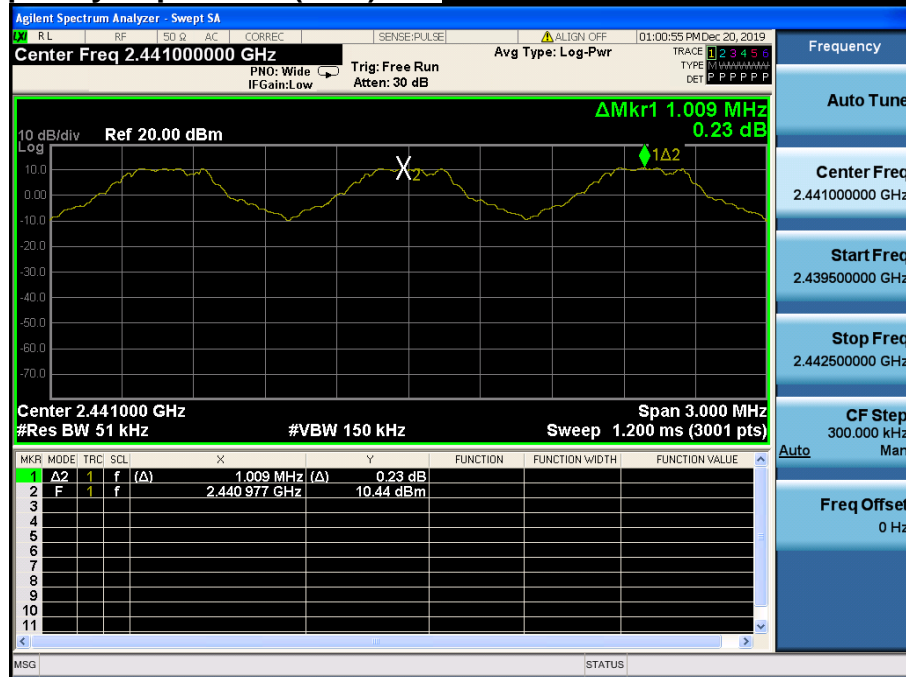 Agilent Spectrum Analyzer - Swept SA
LXI RL RF 50 Ω AC CORREC SENSE:PULSE ALIGN OFF 01:00:55 PM Dec 20, 2019
Center Freq 2.441000000 GHz Avg Type: Log-Pwr TRACE 1 2 3 4 5 6
PNO: Wide Trig: Free Run TYPE M WWWWW
IFGain:Low Atten: 30 dB DET P P P P P P
ΔMkr1 1.009 MHz
0.23 dB
10 dB/div Ref 20.00 dBm
Log
1Δ2
10.0
X2
0.00
-10.0
-20.0
-30.0
-40.0
-50.0
-60.0
-70.0
Center 2.441000 GHz Span 3.000 MHz
#Res BW 51 kHz #VBW 150 kHz Sweep 1.200 ms (3001 pts)
MKR MODE TRC SCL X Y FUNCTION FUNCTION WIDTH FUNCTION VALUE
1 Δ2 1 f (Δ) 1.009 MHz (Δ) 0.23 dB
2 F 1 f 2.440 977 GHz 10.44 dBm
3
4
5
6
7
8
9
10
11
MSG STATUS
Frequency
Auto Tune
Center Freq
2.441000000 GHz
Start Freq
2.439500000 GHz
Stop Freq
2.442500000 GHz
CF Step
300.000 kHz
Auto Man
Freq Offset
0 Hz